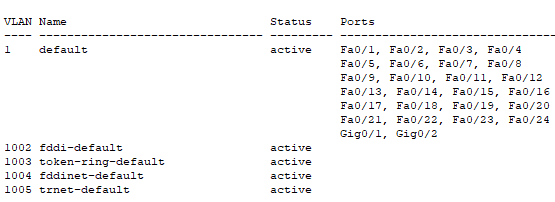 VLAN Name                             Status    Ports
---- -------------------------------- --------- -------------------------------
1    default                          active    Fa0/1, Fa0/2, Fa0/3, Fa0/4
                                                Fa0/5, Fa0/6, Fa0/7, Fa0/8
                                                Fa0/9, Fa0/10, Fa0/11, Fa0/12
                                                Fa0/13, Fa0/14, Fa0/15, Fa0/16
                                                Fa0/17, Fa0/18, Fa0/19, Fa0/20
                                                Fa0/21, Fa0/22, Fa0/23, Fa0/24
                                                Gig0/1, Gig0/2
1002 fddi-default                     active
1003 token-ring-default               active
1004 fddinet-default                  active
1005 trnet-default                    active